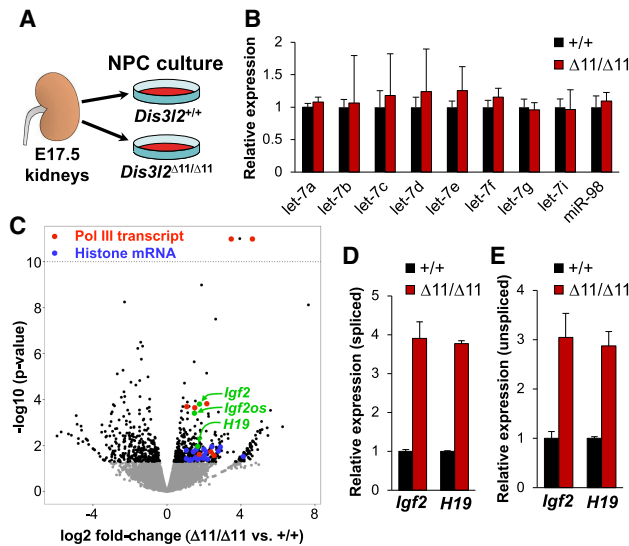 A
NPC culture
Dis3l2+/+
Dis3l2Δ11/Δ11
E17.5
kidneys
B
+/+
Δ11/Δ11
Relative expression
2
1.5
1
0.5
0
let-7a
let-7b
let-7c
let-7d
let-7e
let-7f
let-7g
let-7i
miR-98
C
Pol III transcript
Histone mRNA
-log10 (p-value)
10
8
6
4
2
0
Igf2
Igf2os
H19
-4
0
4
8
log2 fold-change (Δ11/Δ11 vs. +/+)
D
+/+
Δ11/Δ11
Relative expression (spliced)
5
4
3
2
1
0
Igf2
H19
E
+/+
Δ11/Δ11
Relative expression (unspliced)
4
3
2
1
0
Igf2
H19